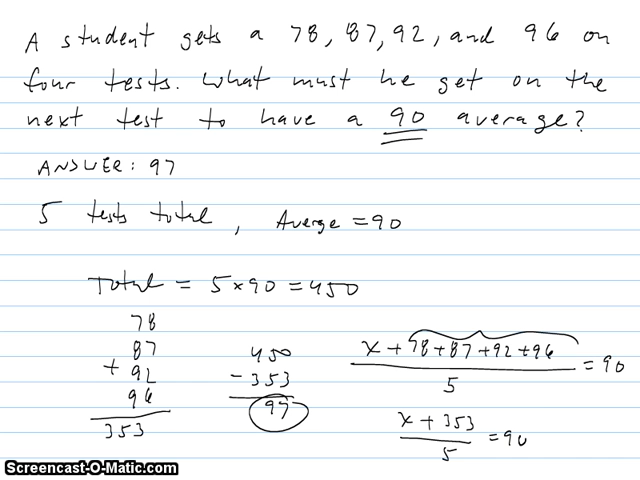 A student gets a 78, 87, 92, and 96 on
four tests. What must he get on the
next test to have a 90 average?
ANSWER: 97
5 tests total, Averge = 90
Total = 5 × 90 = 450
78
87
+ 92
96
353
450
- 353
97
x + 78 + 87 + 92 + 96
5
= 90
x + 353
5
= 90
Screencast-O-Matic.com